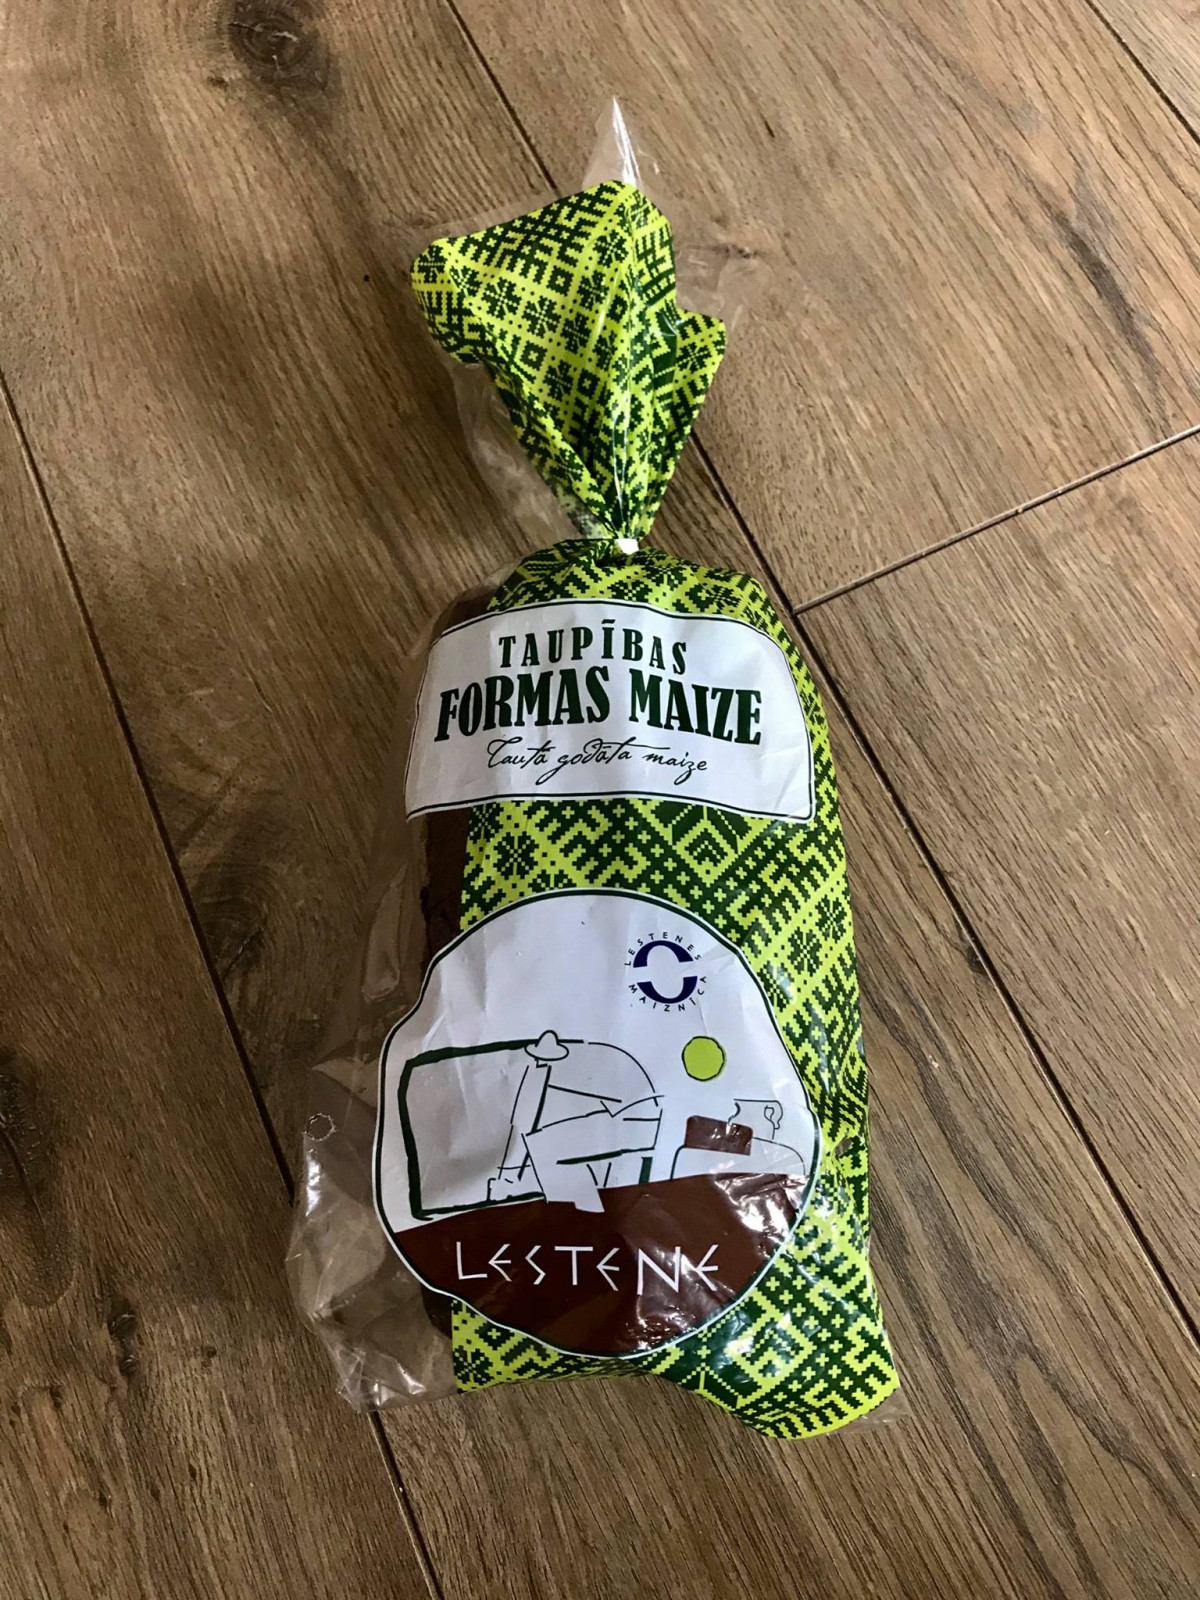 TAUPĪBAS
FORMAS MAIZE
Tautā godāta maize
LESTENES
MAIZNĪCA
LESTENE